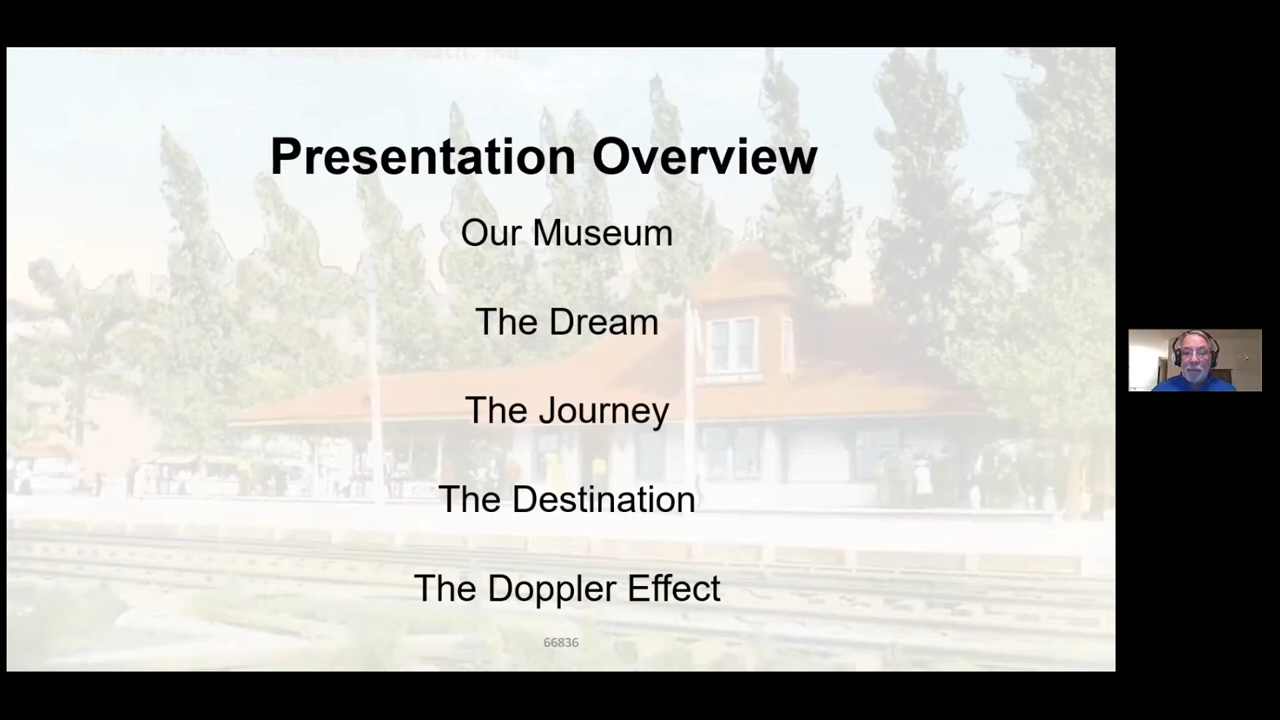 Presentation Overview
Our Museum
The Dream
The Journey
The Destination
The Doppler Effect
66836